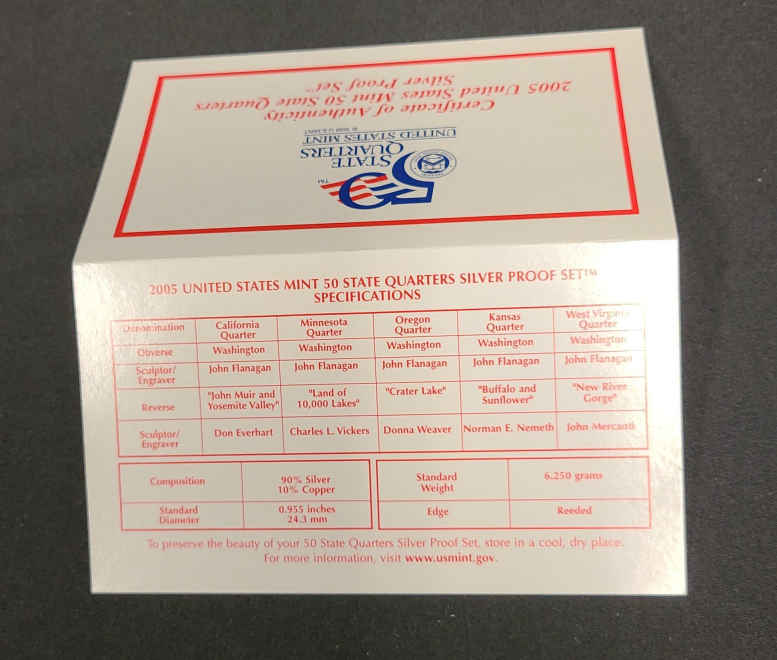 Certificate of Authenticity
2005 United States Mint 50 State Quarters
Silver Proof Set™
50
™
STATE
QUARTERS
UNITED STATES MINT
2005 UNITED STATES MINT 50 STATE QUARTERS SILVER PROOF SET™
SPECIFICATIONS
Denomination California Quarter Minnesota Quarter Oregon Quarter Kansas Quarter West Virginia Quarter
Obverse Washington Washington Washington Washington Washington
Sculptor/ Engraver John Flanagan John Flanagan John Flanagan John Flanagan John Flanagan
Reverse "John Muir and Yosemite Valley" "Land of 10,000 Lakes" "Crater Lake" "Buffalo and Sunflower" "New River Gorge"
Sculptor/ Engraver Don Everhart Charles L. Vickers Donna Weaver Norman E. Nemeth John Mercanti
Composition 90% Silver 10% Copper Standard Weight 6.250 grams
Standard Diameter 0.955 inches 24.3 mm Edge Reeded
To preserve the beauty of your 50 State Quarters Silver Proof Set, store in a cool, dry place.
For more information, visit www.usmint.gov.